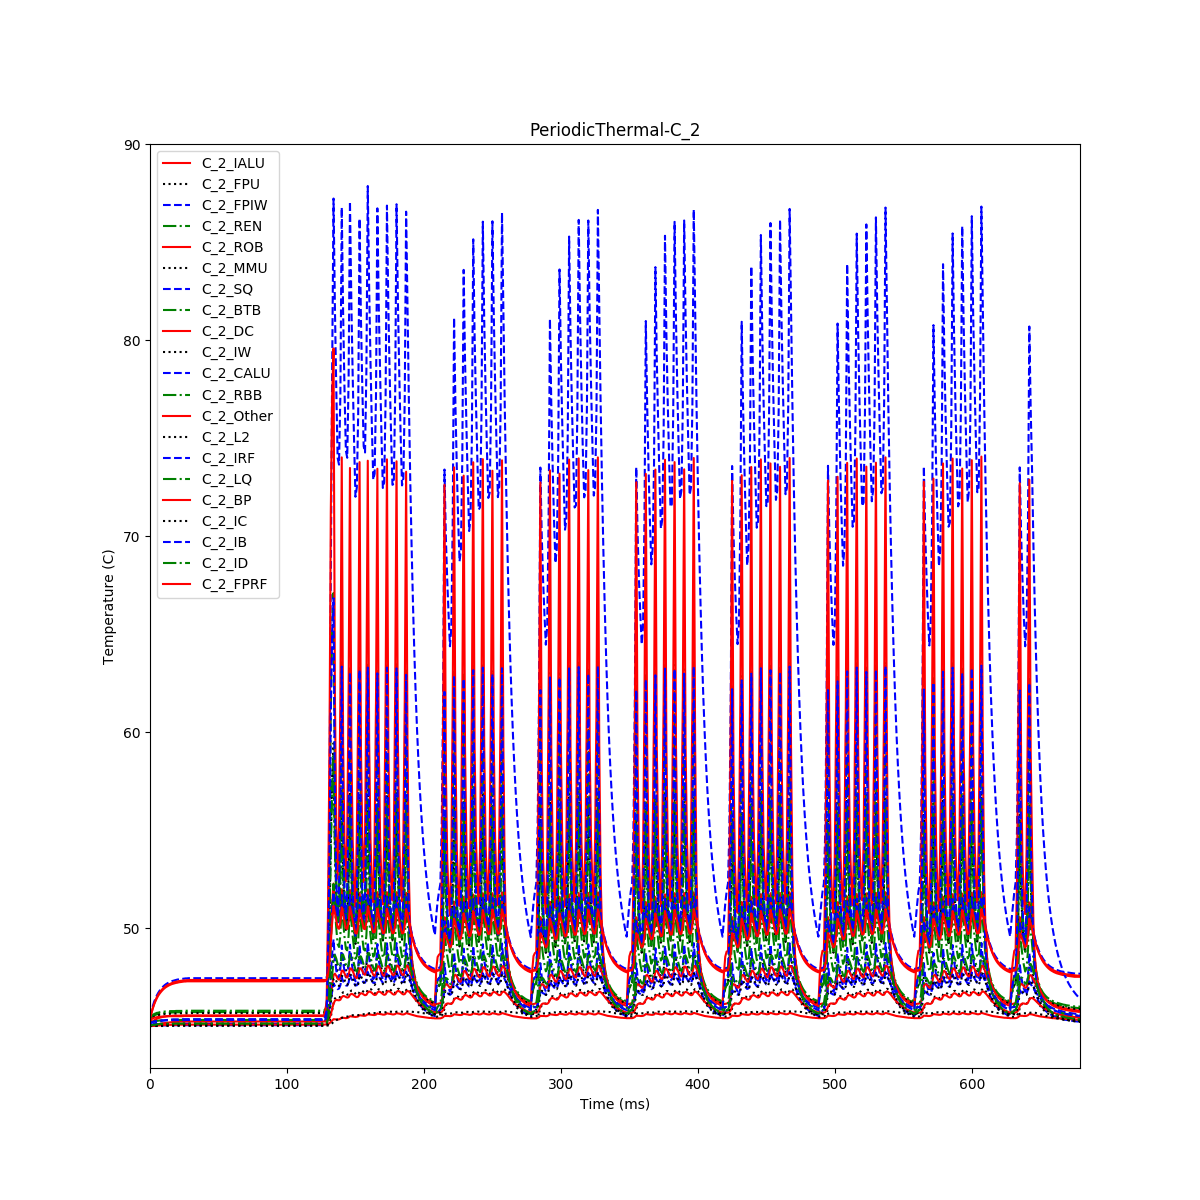 PeriodicThermal-C_2
90
80
70
60
50
Temperature (C)
C_2_IALU
C_2_FPU
C_2_FPIW
C_2_REN
C_2_ROB
C_2_MMU
C_2_SQ
C_2_BTB
C_2_DC
C_2_IW
C_2_CALU
C_2_RBB
C_2_Other
C_2_L2
C_2_IRF
C_2_LQ
C_2_BP
C_2_IC
C_2_IB
C_2_ID
C_2_FPRF
0 100 200 300 400 500 600
Time (ms)